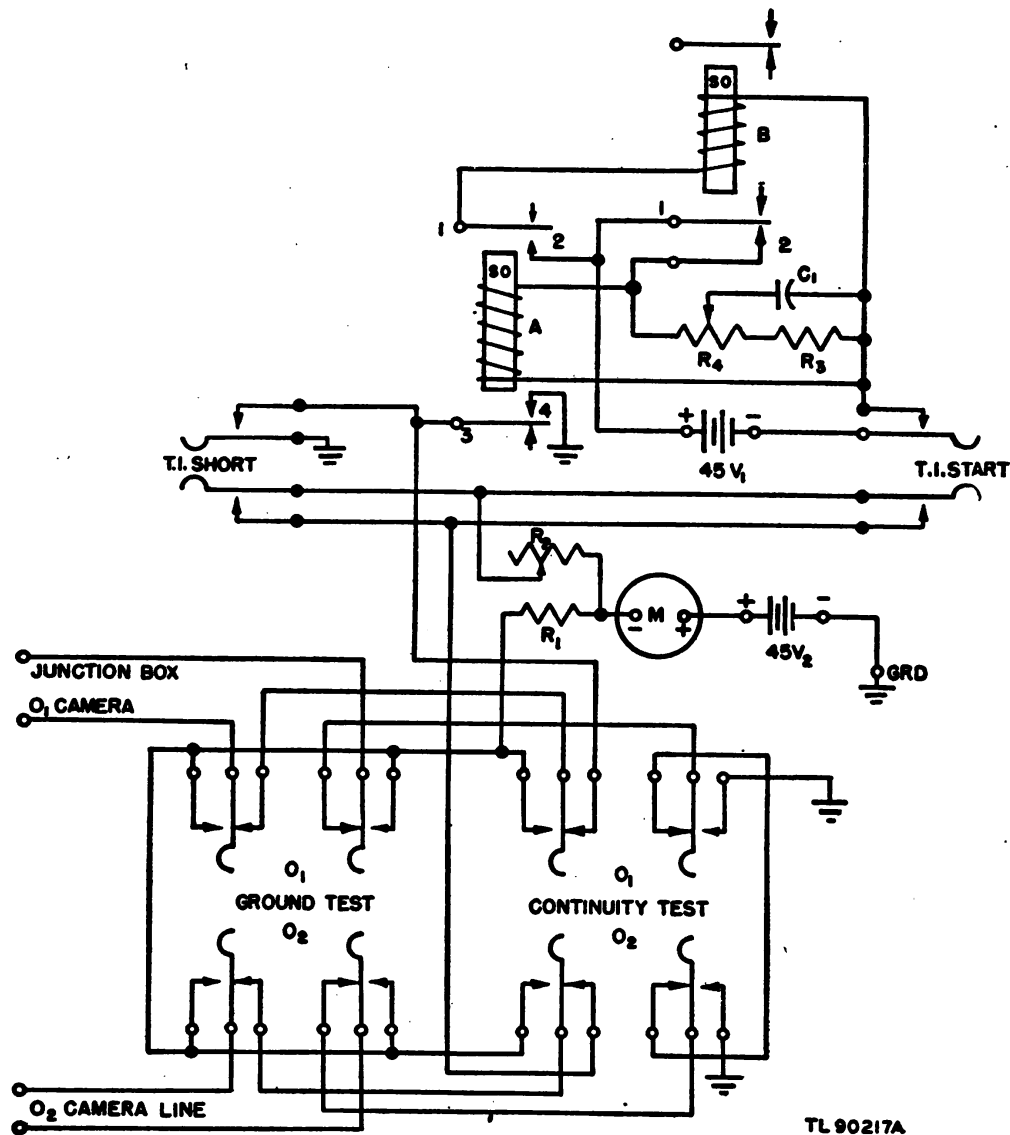 SO
B
1
1
2
2
SO
C1
A
R4
R3
4
3
+
-
T.I. SHORT
45 V1
T.I. START
R2
+
-
- M +
R1
45V2
JUNCTION BOX
GRD
O1 CAMERA
O1
O1
GROUND TEST
CONTINUITY TEST
O2
O2
O2 CAMERA LINE
TL 90217A